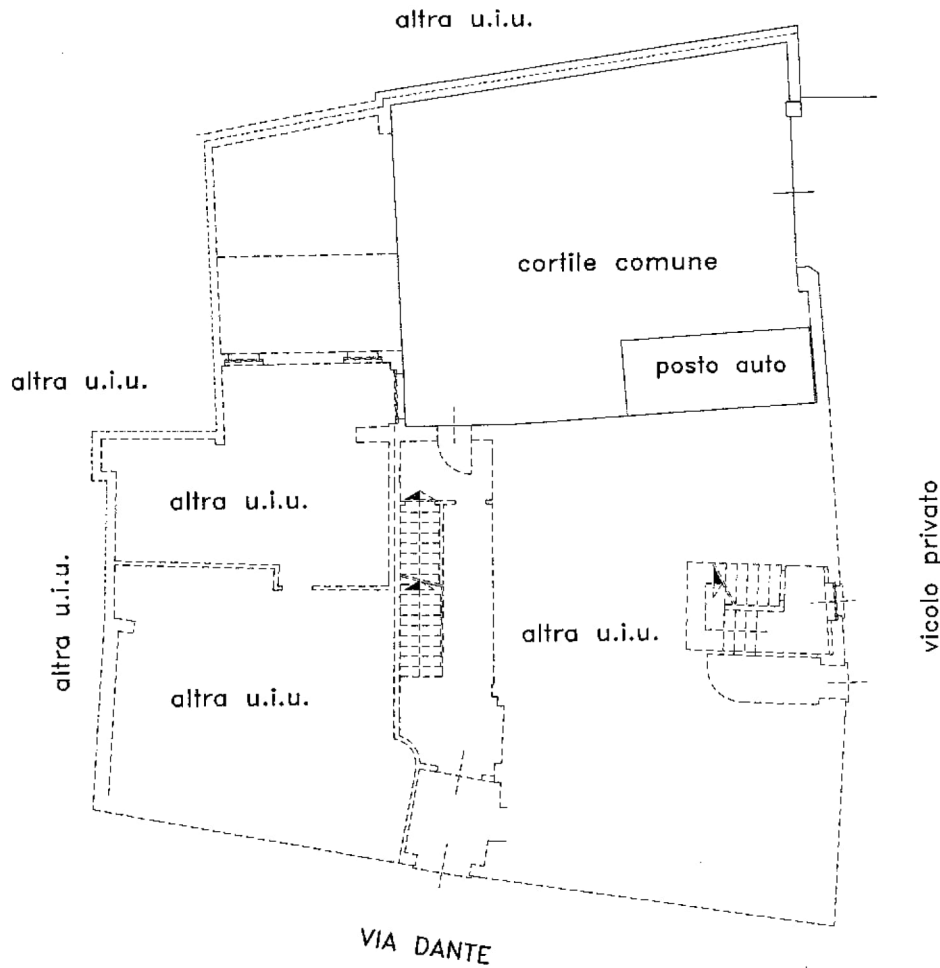 altra u.i.u.
cortile comune
posto auto
altra u.i.u.
altra u.i.u.
vicolo privato
altra u.i.u.
altra u.i.u.
altra u.i.u.
VIA DANTE